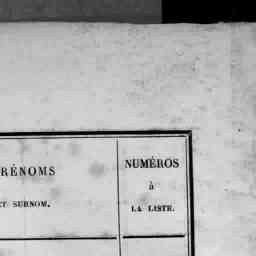 RÉNOMS
ET SURNOM.
NUMÉROS
à
LA LISTE.